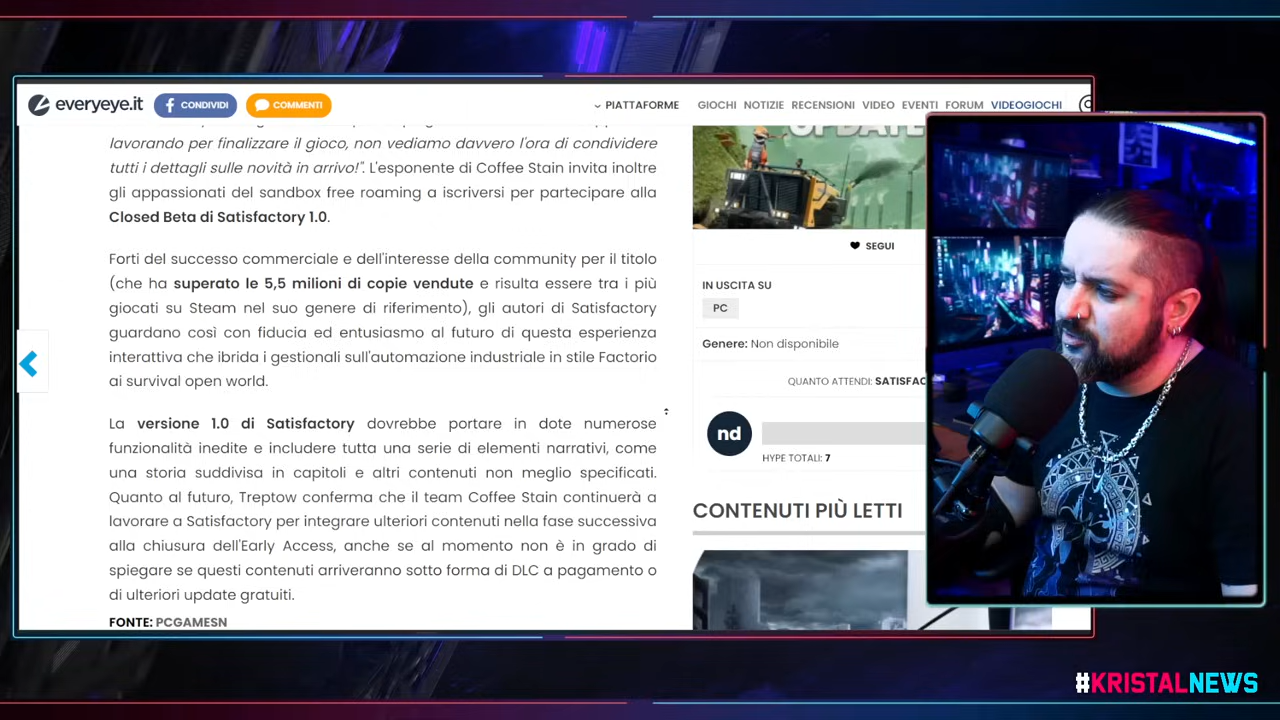 everyeye.it
CONDIVIDI
COMMENTI
PIATTAFORME GIOCHI NOTIZIE RECENSIONI VIDEO EVENTI FORUM VIDEOGIOCHI
lavorando per finalizzare il gioco, non vediamo davvero l'ora di condividere
tutti i dettagli sulle novità in arrivo!". L'esponente di Coffee Stain invita inoltre
gli appassionati del sandbox free roaming a iscriversi per partecipare alla
Closed Beta di Satisfactory 1.0.
Forti del successo commerciale e dell'interesse della community per il titolo
(che ha superato le 5,5 milioni di copie vendute e risulta essere tra i più
giocati su Steam nel suo genere di riferimento), gli autori di Satisfactory
guardano così con fiducia ed entusiasmo al futuro di questa esperienza
interattiva che ibrida i gestionali sull'automazione industriale in stile Factorio
ai survival open world.
La versione 1.0 di Satisfactory dovrebbe portare in dote numerose
funzionalità inedite e includere tutta una serie di elementi narrativi, come
una storia suddivisa in capitoli e altri contenuti non meglio specificati.
Quanto al futuro, Treptow conferma che il team Coffee Stain continuerà a
lavorare a Satisfactory per integrare ulteriori contenuti nella fase successiva
alla chiusura dell'Early Access, anche se al momento non è in grado di
spiegare se questi contenuti arriveranno sotto forma di DLC a pagamento o
di ulteriori update gratuiti.
FONTE: PCGAMESN
UPDATE
SEGUI
IN USCITA SU
PC
Genere: Non disponibile
QUANTO ATTENDI: SATISFAC
nd
HYPE TOTALI: 7
CONTENUTI PIÙ LETTI
#KRISTALNEWS